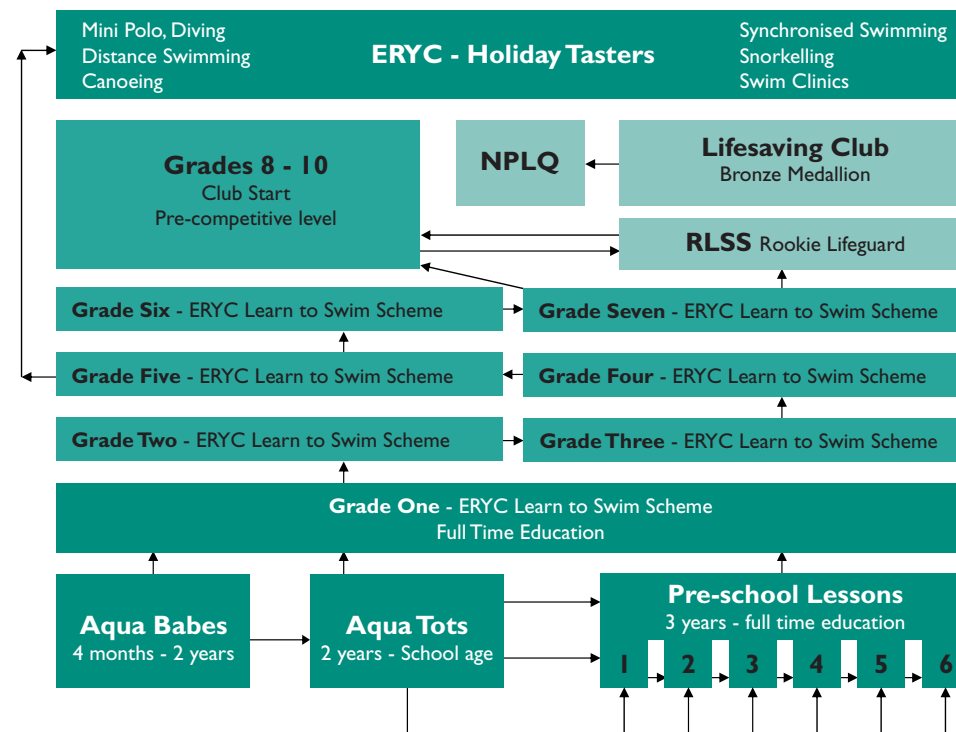 Mini Polo, Diving
Distance Swimming
Canoeing
ERYC - Holiday Tasters
Synchronised Swimming
Snorkelling
Swim Clinics
Grades 8 - 10
Club Start
Pre-competitive level
NPLQ
Lifesaving Club
Bronze Medallion
RLSS Rookie Lifeguard
Grade Six - ERYC Learn to Swim Scheme
Grade Seven - ERYC Learn to Swim Scheme
Grade Five - ERYC Learn to Swim Scheme
Grade Four - ERYC Learn to Swim Scheme
Grade Two - ERYC Learn to Swim Scheme
Grade Three - ERYC Learn to Swim Scheme
Grade One - ERYC Learn to Swim Scheme
Full Time Education
Aqua Babes
4 months - 2 years
Aqua Tots
2 years - School age
Pre-school Lessons
3 years - full time education
1 2 3 4 5 6